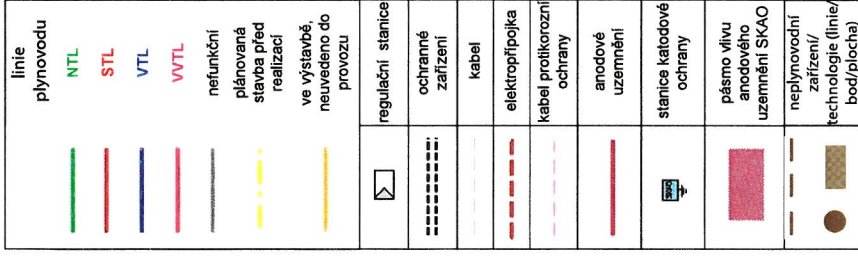 linie
plynovodu
NTL
STL
VTL
VVTL
nefunkční
plánovaná
stavba před
realizací
ve výstavbě,
neuvedeno do
provozu
regulační stanice
ochranné
zařízení
kabel
elektropřípojka
kabel protikorozní
ochrany
anodové
uzemnění
SKAO
stanice katodové
ochrany
pásmo vlivu
anodového
uzemnění SKAO
neplynovodní
zařízení/
technologie (linie/
bod/plocha)